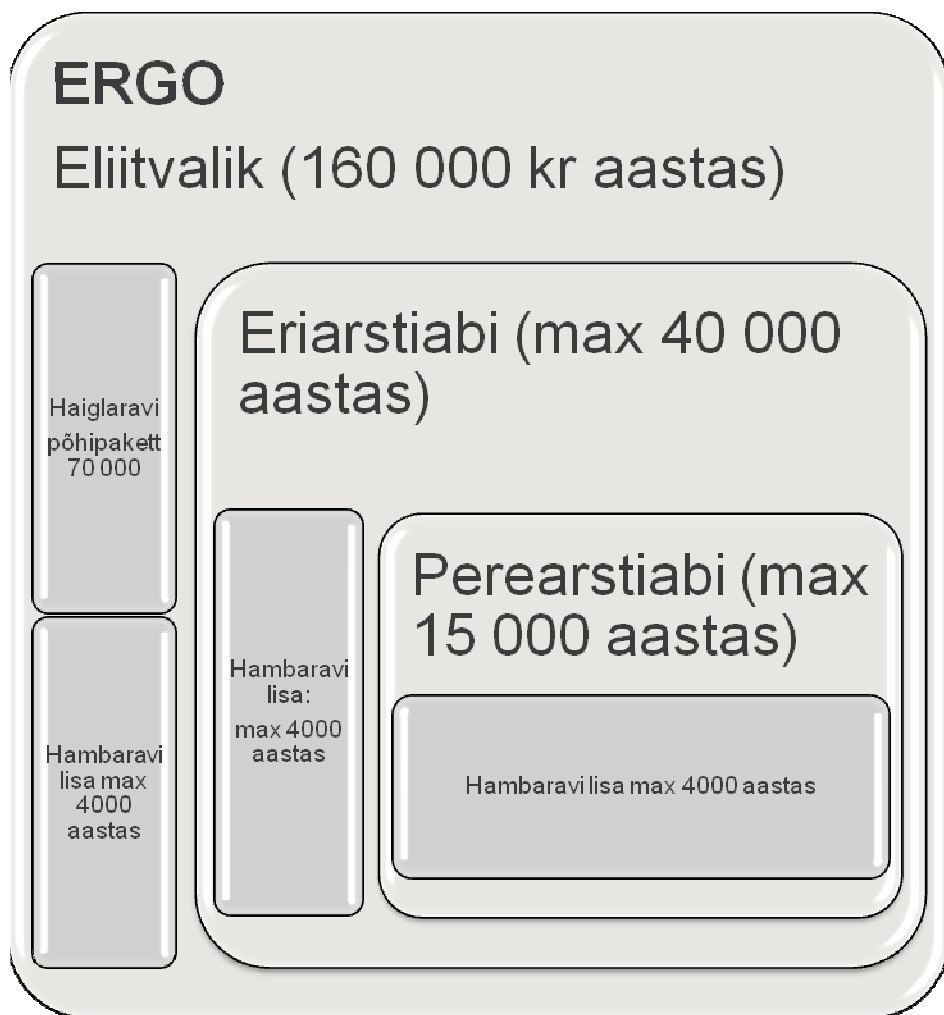 ERGO
Eliitvalik (160 000 kr aastas)
Haiglaravi
põhipakett
70 000
Hambaravi
lisa max
4000
aastas
Eriarstiabi (max 40 000
aastas)
Hambaravi
lisa:
max 4000
aastas
Perearstiabi (max
15 000 aastas)
Hambaravi lisa max 4000 aastas